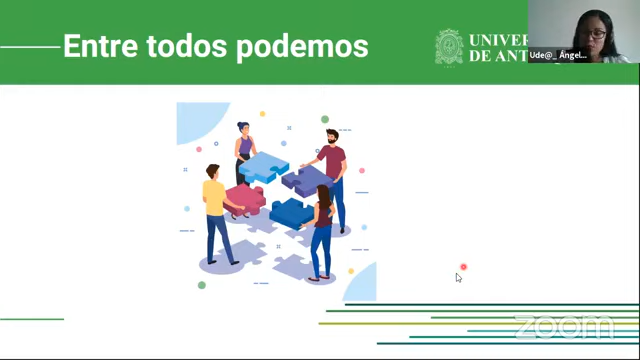 Entre todos podemos
UNIVER
DE ANT
Ude@_ Ángel...
zoom